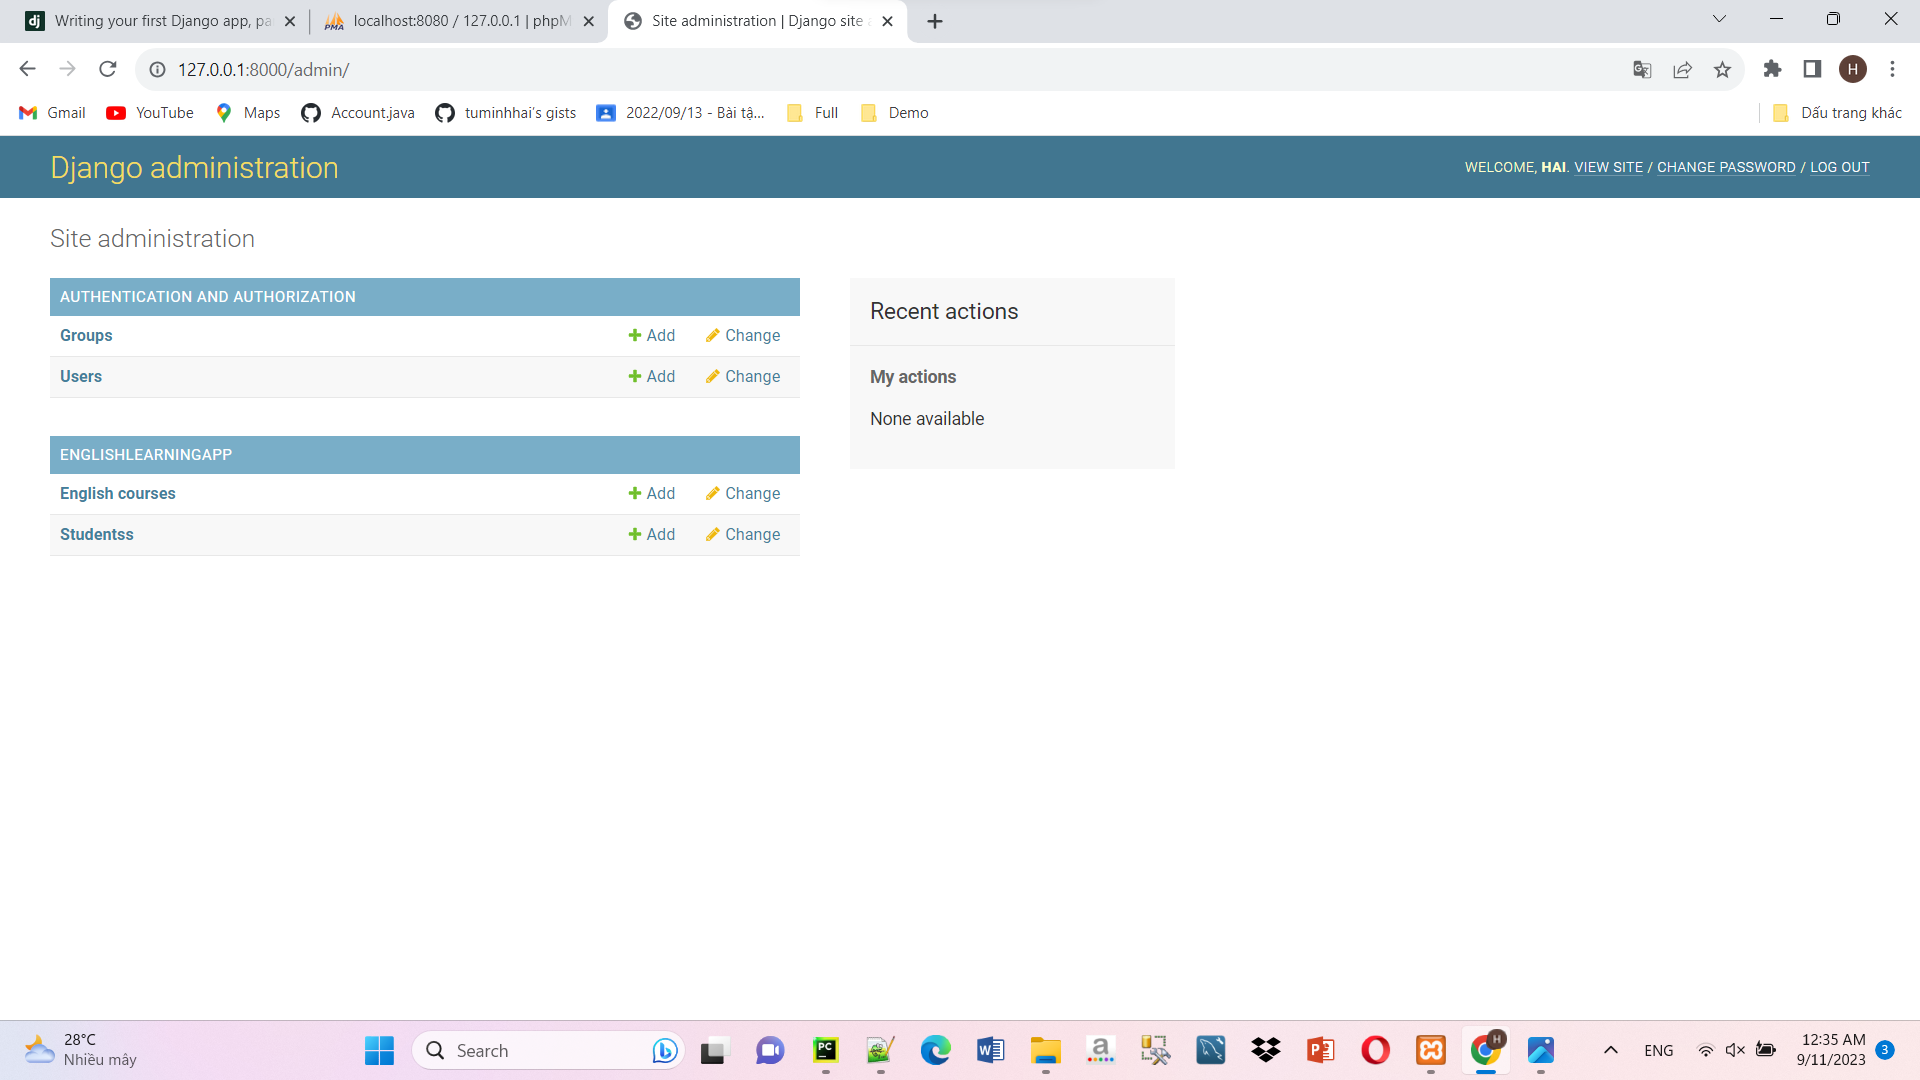 Writing your first Django app, pa
localhost:8080 / 127.0.0.1 | phpM
Site administration | Django site a
127.0.0.1:8000/admin/
H
Gmail
YouTube
Maps
Account.java
tuminhhai's gists
2022/09/13 - Bài tậ...
Full
Demo
Dấu trang khác
Django administration
WELCOME, HAI. VIEW SITE / CHANGE PASSWORD / LOG OUT
Site administration
AUTHENTICATION AND AUTHORIZATION
Groups Add Change
Users Add Change
ENGLISHLEARNINGAPP
English courses Add Change
Studentss Add Change
Recent actions
My actions
None available
28°C
Nhiều mây
Search
ENG
12:35 AM
9/11/2023
3